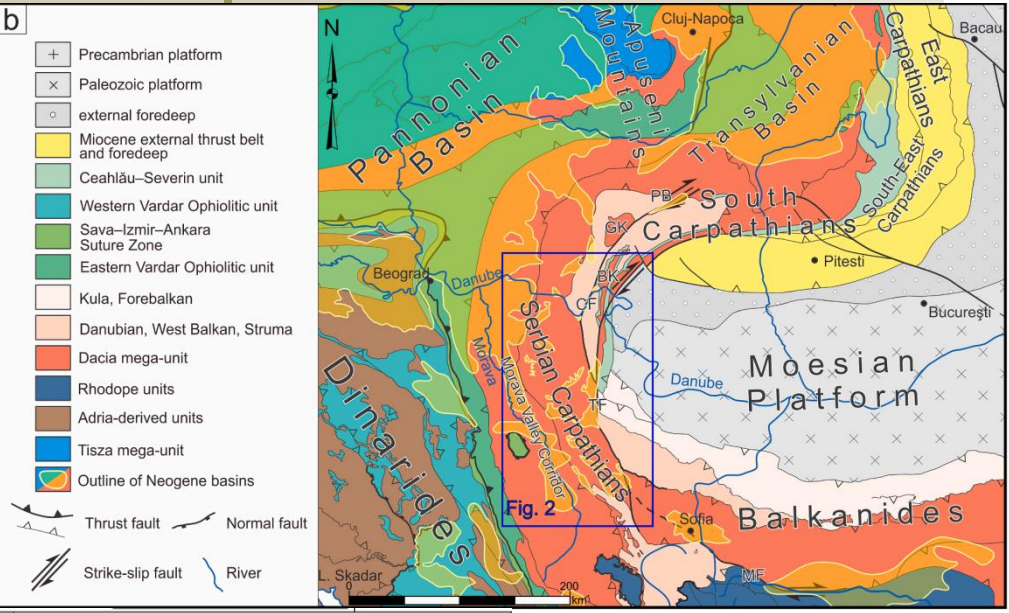 b
Precambrian platform
Paleozoic platform
external foredeep
Miocene external thrust belt
and foredeep
Ceahlău–Severin unit
Western Vardar Ophiolitic unit
Sava–Izmir–Ankara
Suture Zone
Eastern Vardar Ophiolitic unit
Kula, Forebalkan
Danubian, West Balkan, Struma
Dacia mega-unit
Rhodope units
Adria-derived units
Tisza mega-unit
Outline of Neogene basins
Thrust fault
Normal fault
Strike-slip fault
River
N
Cluj-Napoca
Bacau
Apuseni
Mountains
East
Carpathians
Pannonian
Basin
Transylvanian
Basin
South-East
Carpathians
PB
South
Carpathians
GK
Pitesti
Beograd
Danube
BK
CF
Bucureşti
Moesian
Platform
Danube
Morava
Serbian Carpathians
Morava Valley Corridor
TF
Dinarides
Fig. 2
Sofia
Balkanides
MF
L. Skadar
0
200
km